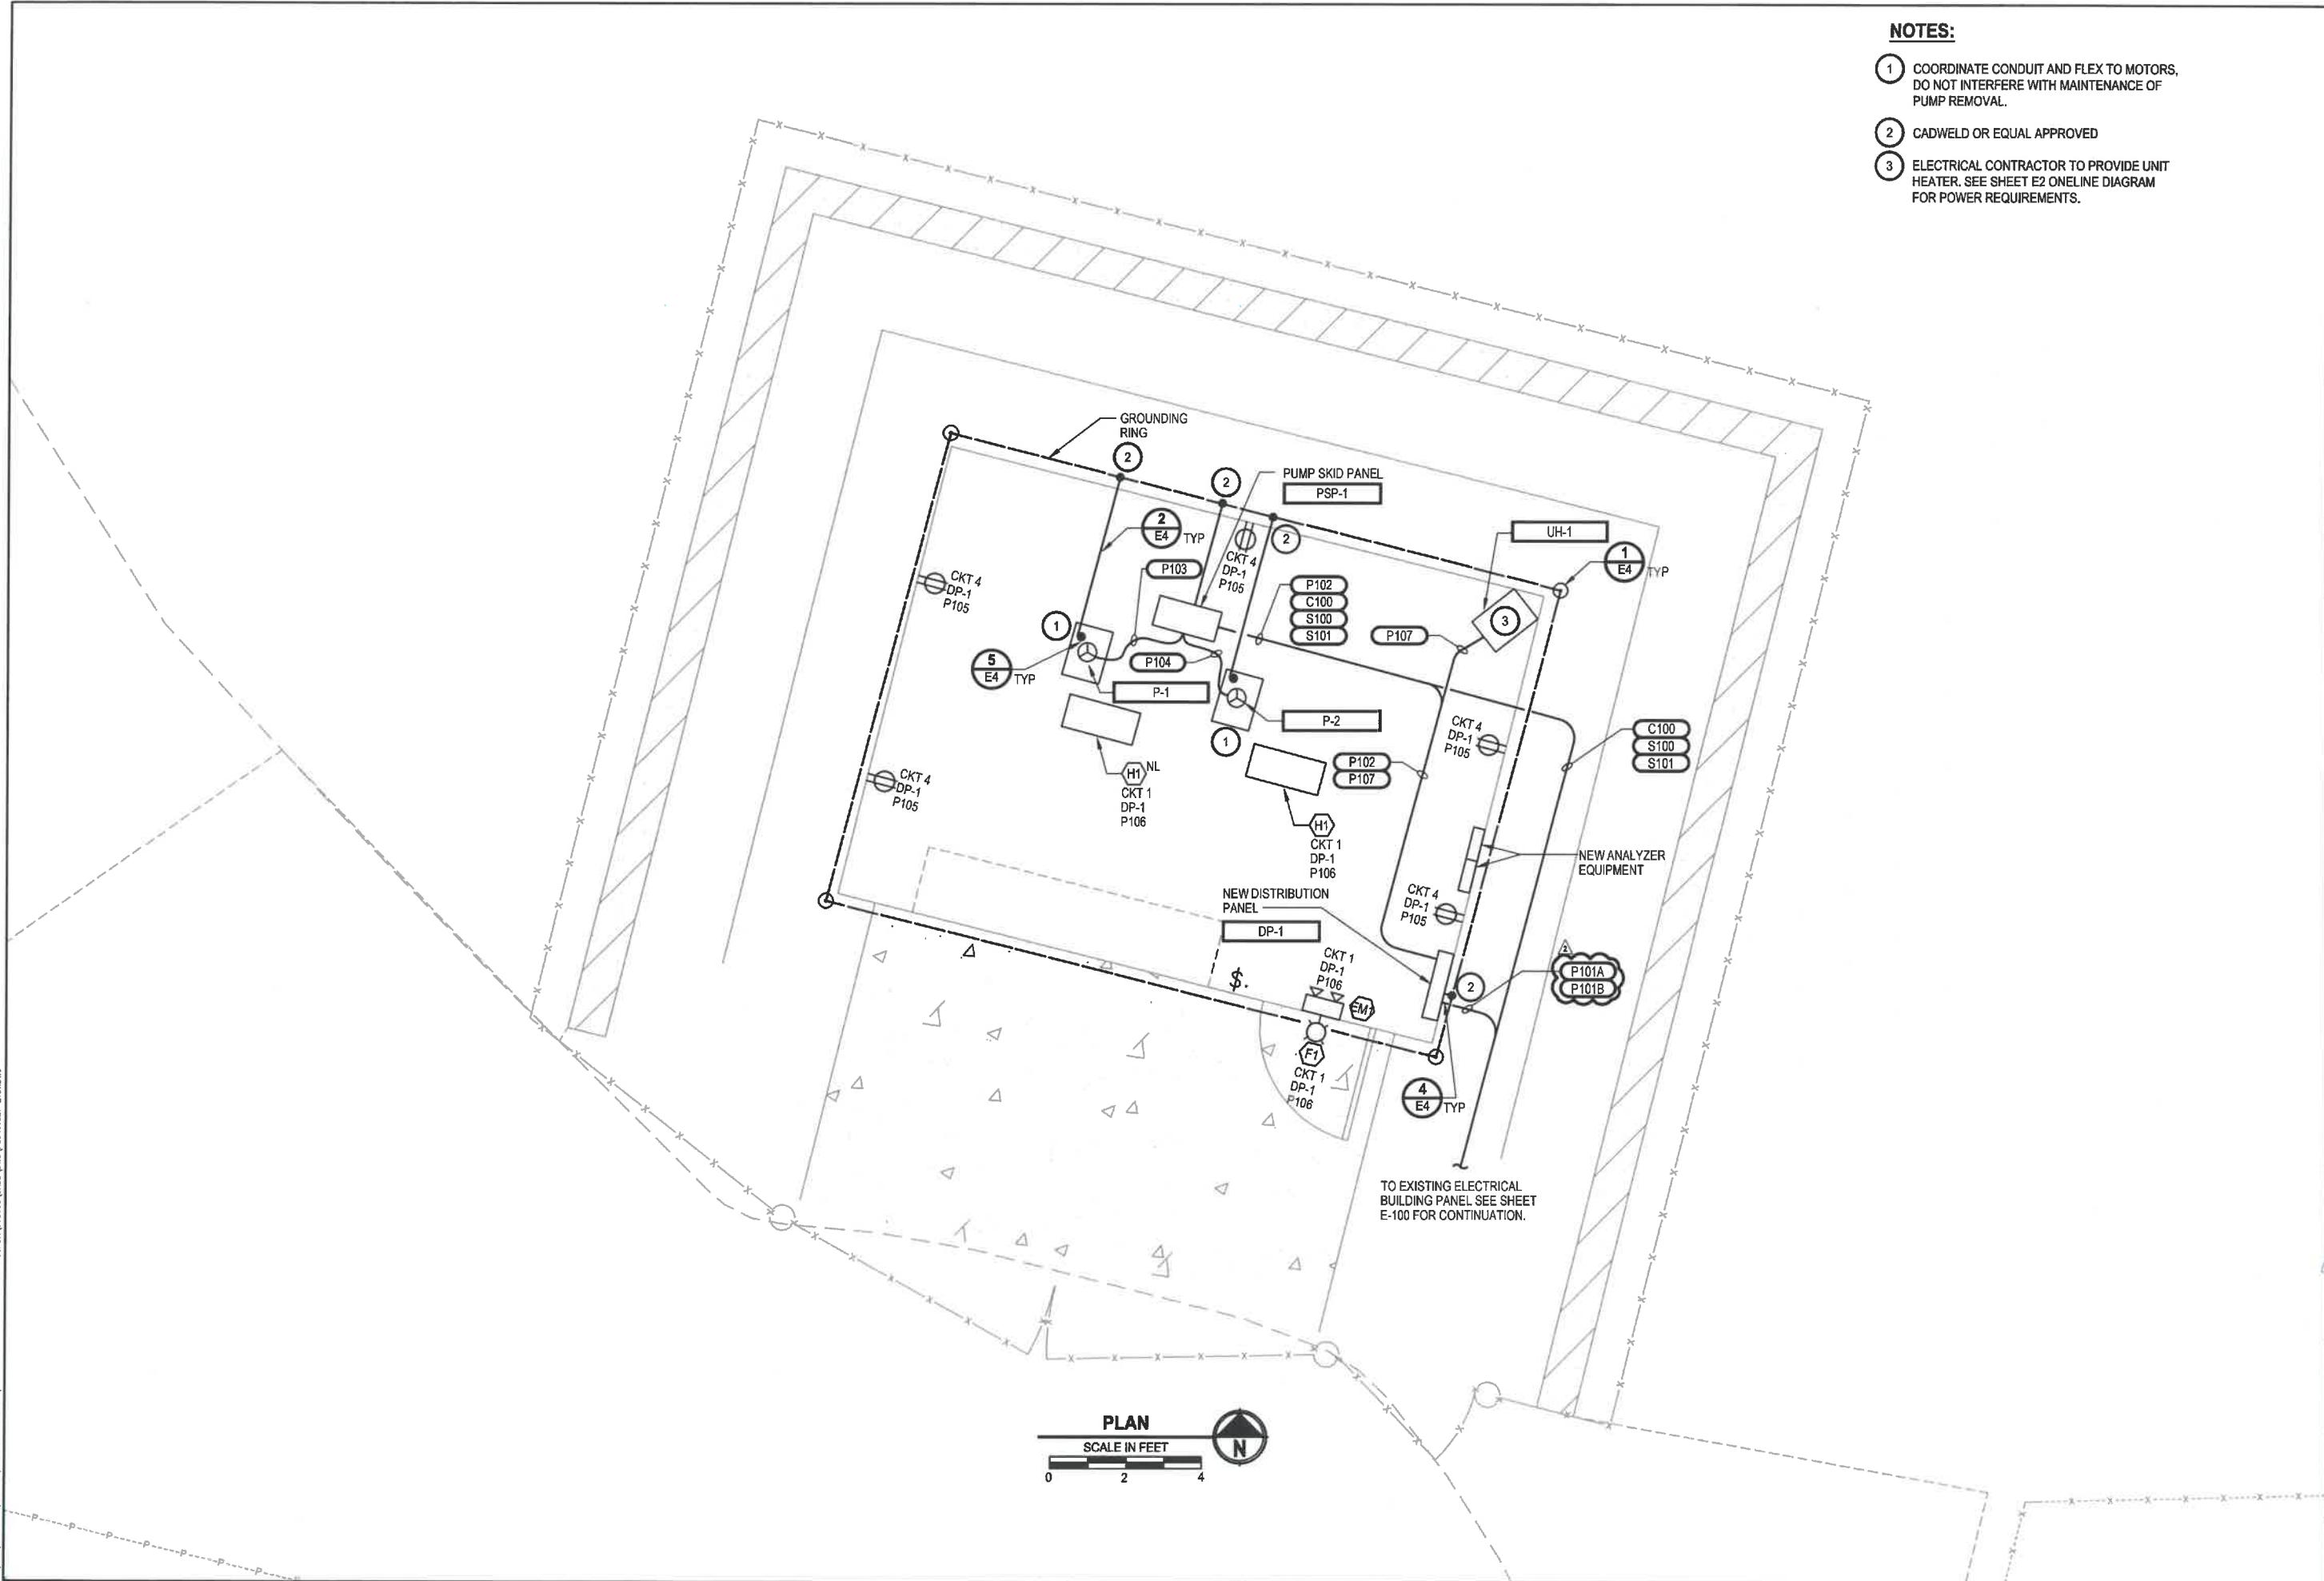 NOTES:
1 COORDINATE CONDUIT AND FLEX TO MOTORS,
DO NOT INTERFERE WITH MAINTENANCE OF
PUMP REMOVAL.
2 CADWELD OR EQUAL APPROVED
3 ELECTRICAL CONTRACTOR TO PROVIDE UNIT
HEATER. SEE SHEET E2 ONELINE DIAGRAM
FOR POWER REQUIREMENTS.
GROUNDING
RING
2
2
PUMP SKID PANEL
PSP-1
2
E4
TYP
2
CKT 4
DP-1
P105
UH-1
1
E4
TYP
P103
P102
C100
S100
S101
P107
3
CKT 4
DP-1
P105
1
5
E4
TYP
P104
P-1
P-2
1
CKT 4
DP-1
P105
C100
S100
S101
CKT 4
DP-1
P105
H1 NL
CKT 1
DP-1
P106
P102
P107
H1
CKT 1
DP-1
P106
NEW ANALYZER
EQUIPMENT
NEW DISTRIBUTION
PANEL
DP-1
CKT 4
DP-1
P105
CKT 1
DP-1
P106
EM1
$
2
2
P101A
P101B
F1
CKT 1
DP-1
P106
4
E4
TYP
TO EXISTING ELECTRICAL
BUILDING PANEL SEE SHEET
E-100 FOR CONTINUATION.
PLAN
SCALE IN FEET
0 2 4
N